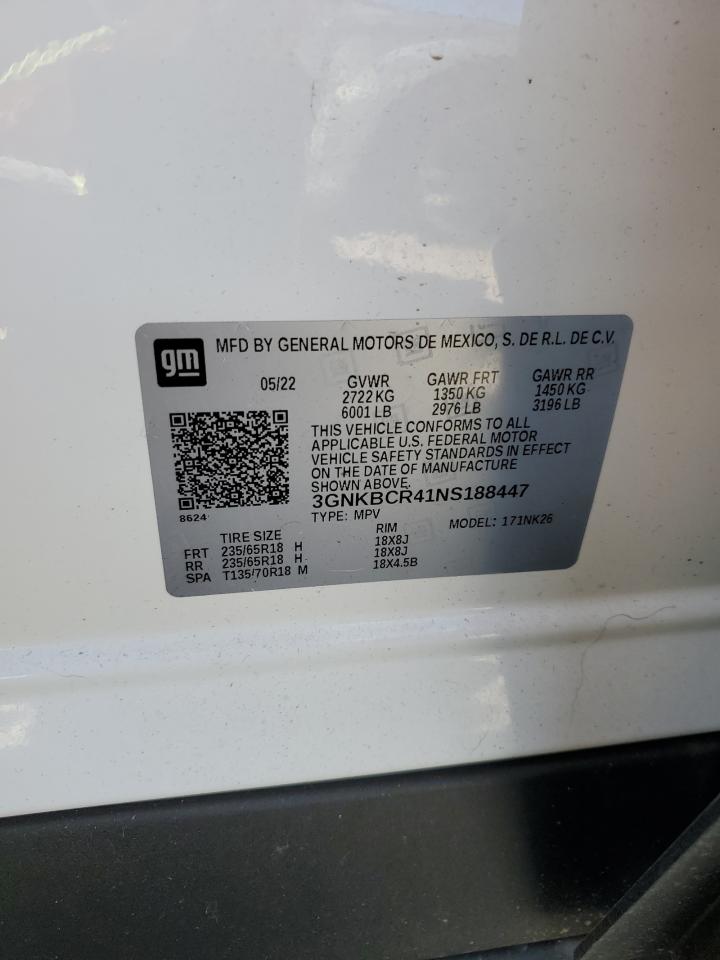 gm
MFD BY GENERAL MOTORS DE MEXICO, S. DE R.L. DE C.V.
05/22 GVWR GAWR FRT GAWR RR
2722 KG 1350 KG 1450 KG
6001 LB 2976 LB 3196 LB
THIS VEHICLE CONFORMS TO ALL
APPLICABLE U.S. FEDERAL MOTOR
VEHICLE SAFETY STANDARDS IN EFFECT
ON THE DATE OF MANUFACTURE
SHOWN ABOVE.
3GNKBCR41NS188447
8624 TYPE: MPV MODEL: 171NK26
TIRE SIZE RIM
FRT 235/65R18 H 18X8J
RR 235/65R18 H 18X8J
SPA T135/70R18 M 18X4.5B